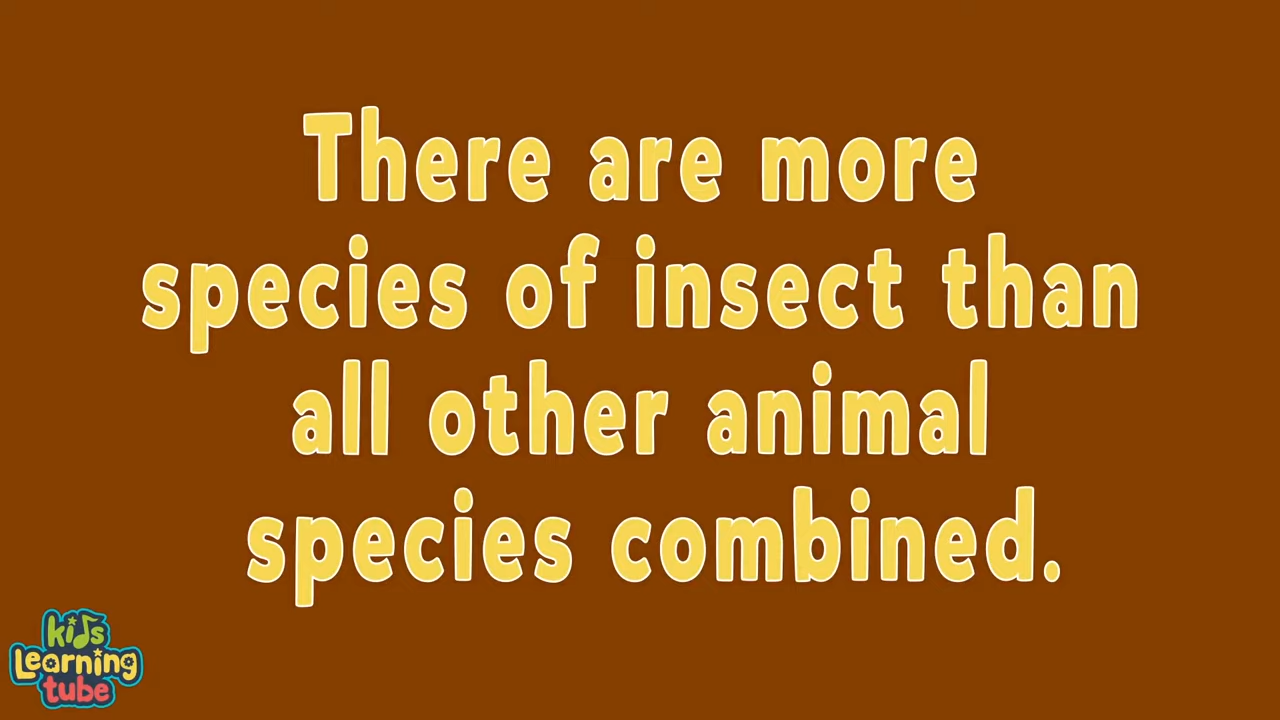 There are more
species of insect than
all other animal
species combined.
kids
Learning
tube